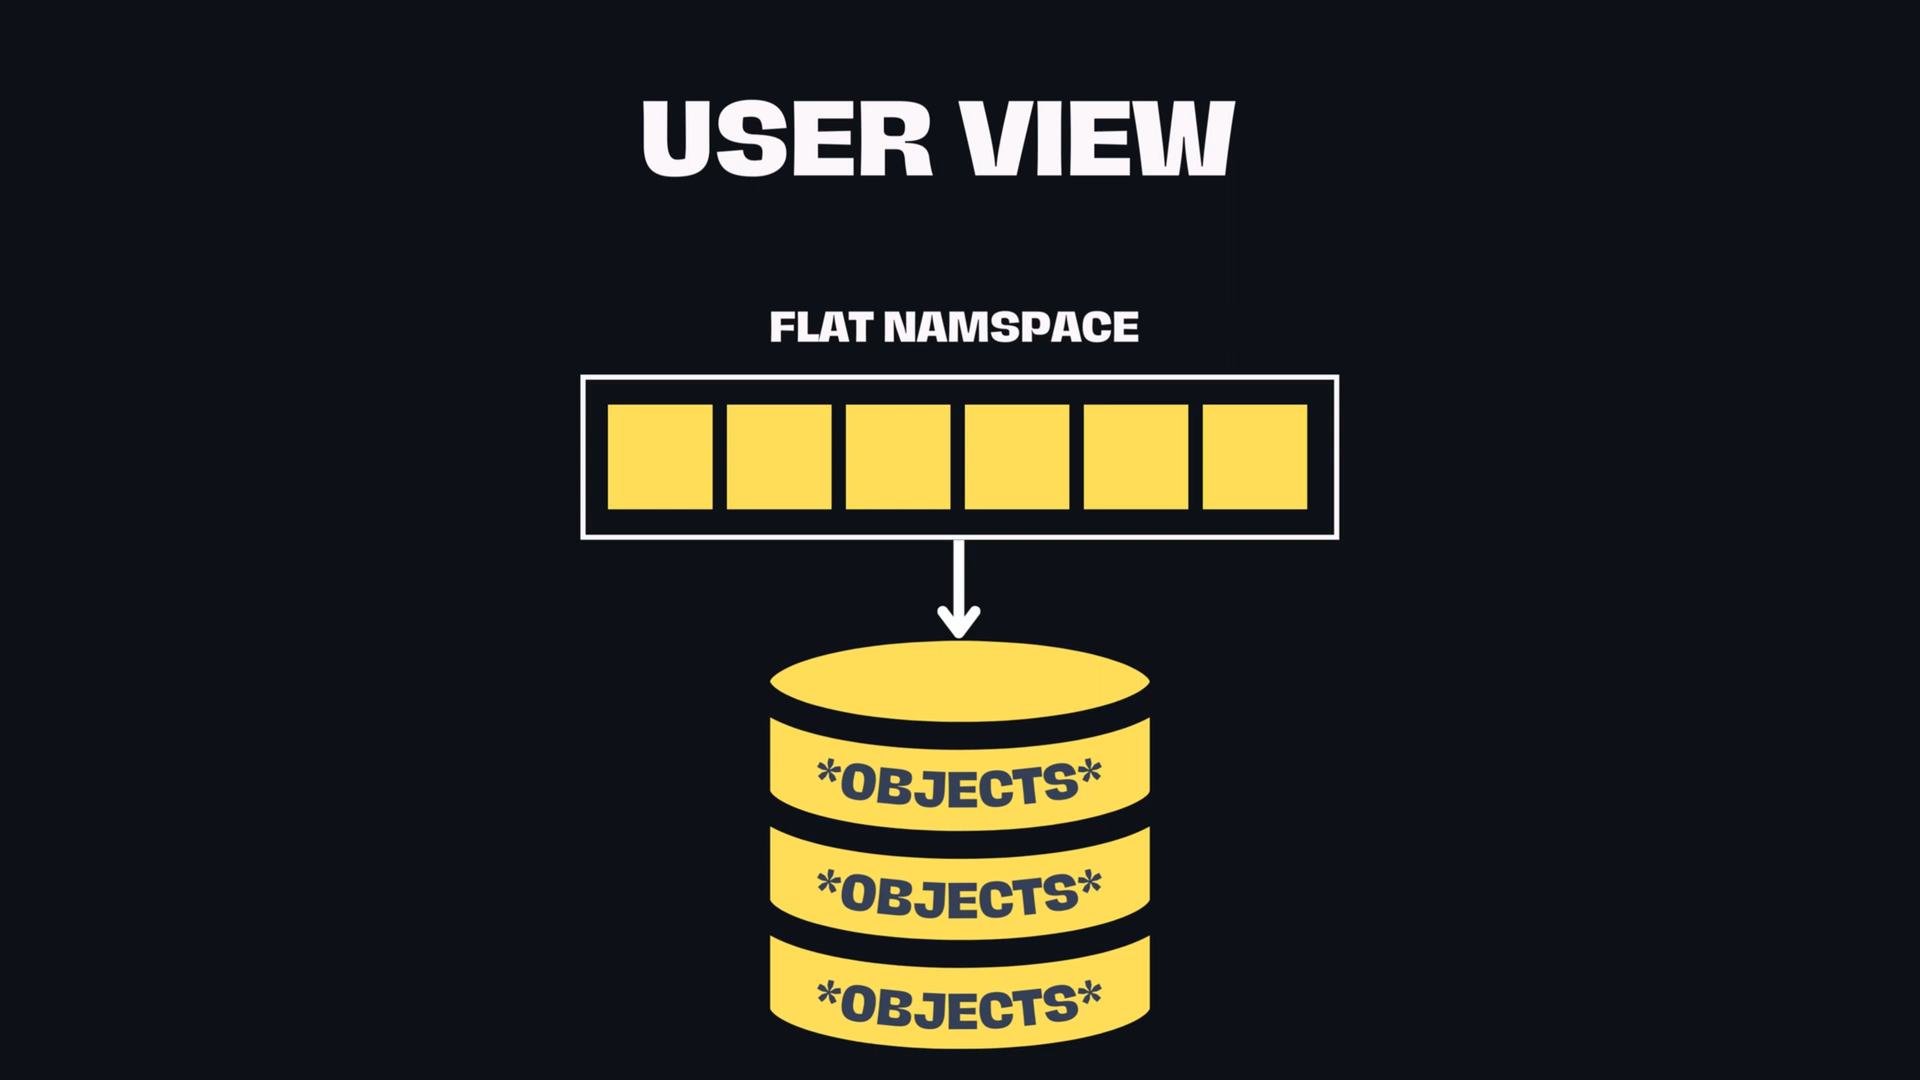 USER VIEW
FLAT NAMSPACE
*OBJECTS*
*OBJECTS*
*OBJECTS*